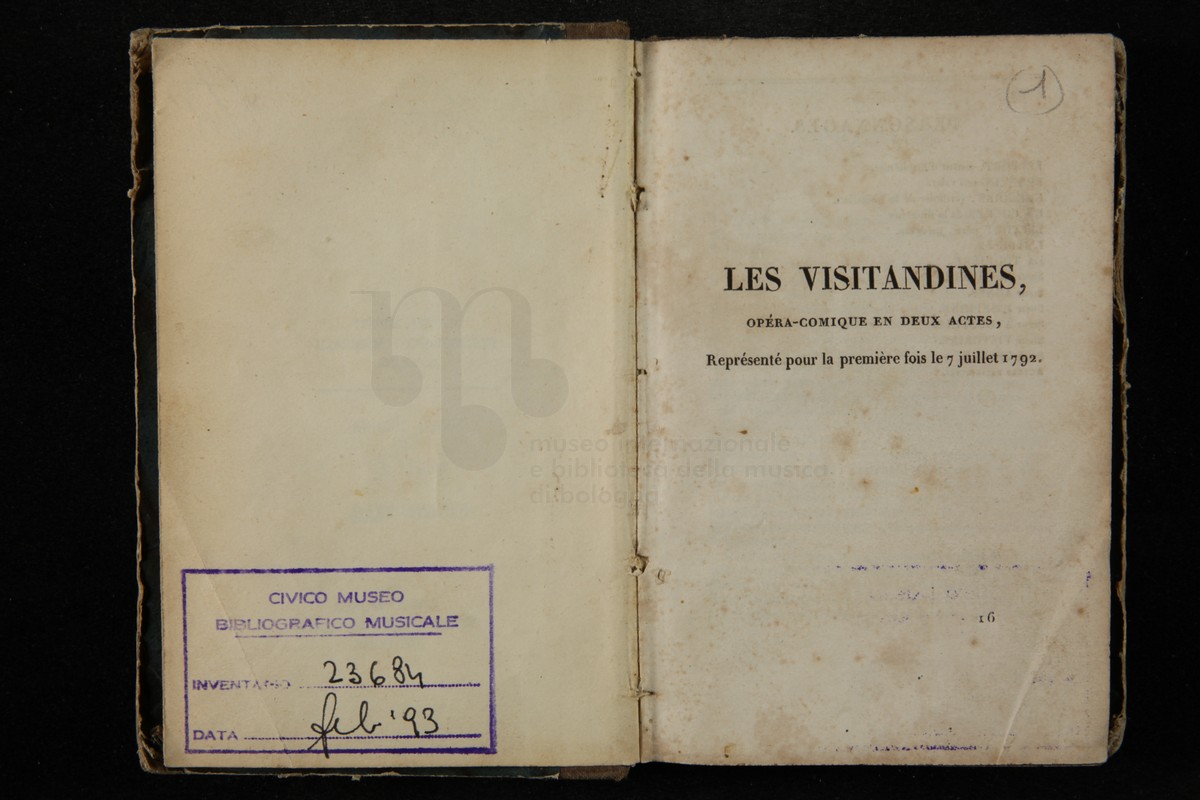 CIVICO MUSEO
BIBLIOGRAFICO MUSICALE
INVENTARIO 23684
DATA feb '93
museo internazionale
e biblioteca della musica
di bologna
1
LES VISITANDINES,
OPÉRA-COMIQUE EN DEUX ACTES,
Représenté pour la première fois le 7 juillet 1792.
16